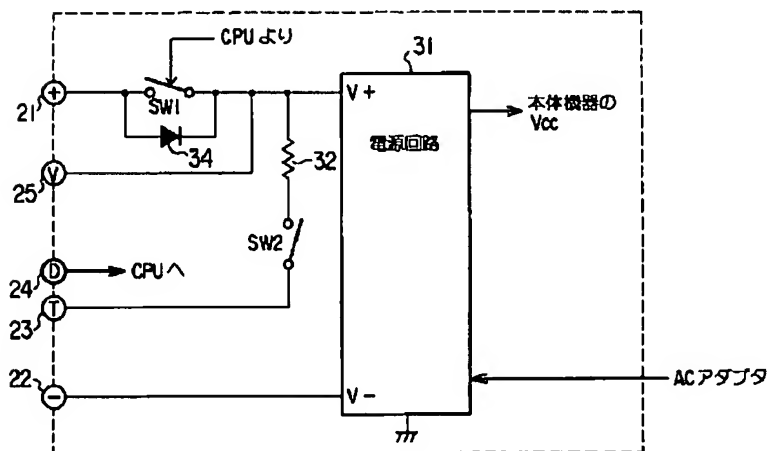 CPUより
31
+
21
SW1
34
V+
本体機器の
Vcc
電源回路
32
V
25
SW2
D
24
CPUへ
T
23
22
−
V−
ACアダプタ